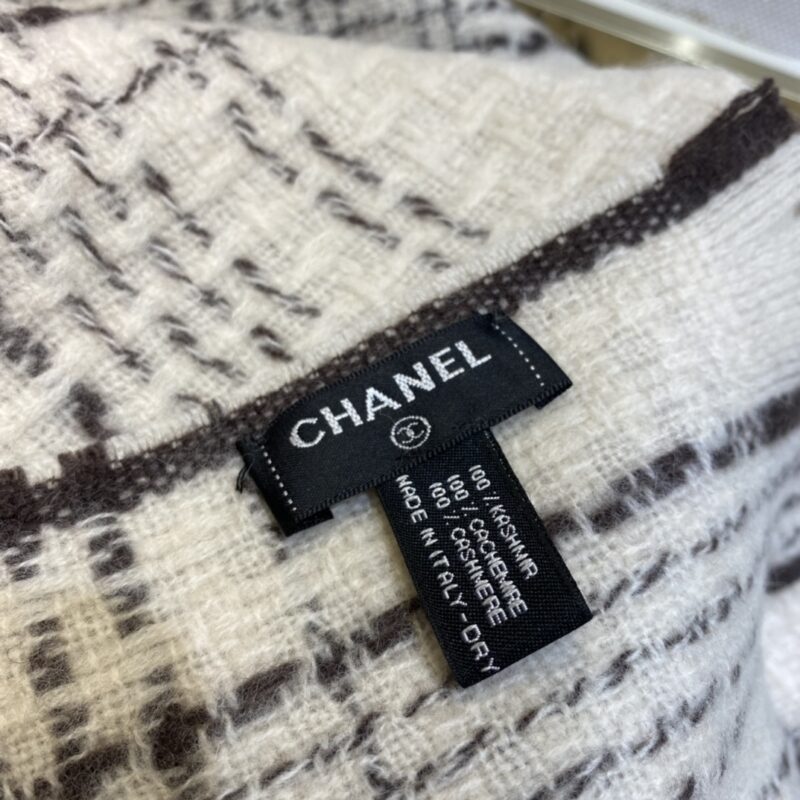 CHANEL
100% KASHMIR
100% CACHEMIRE
100% CASHMERE
MADE IN ITALY-DRY